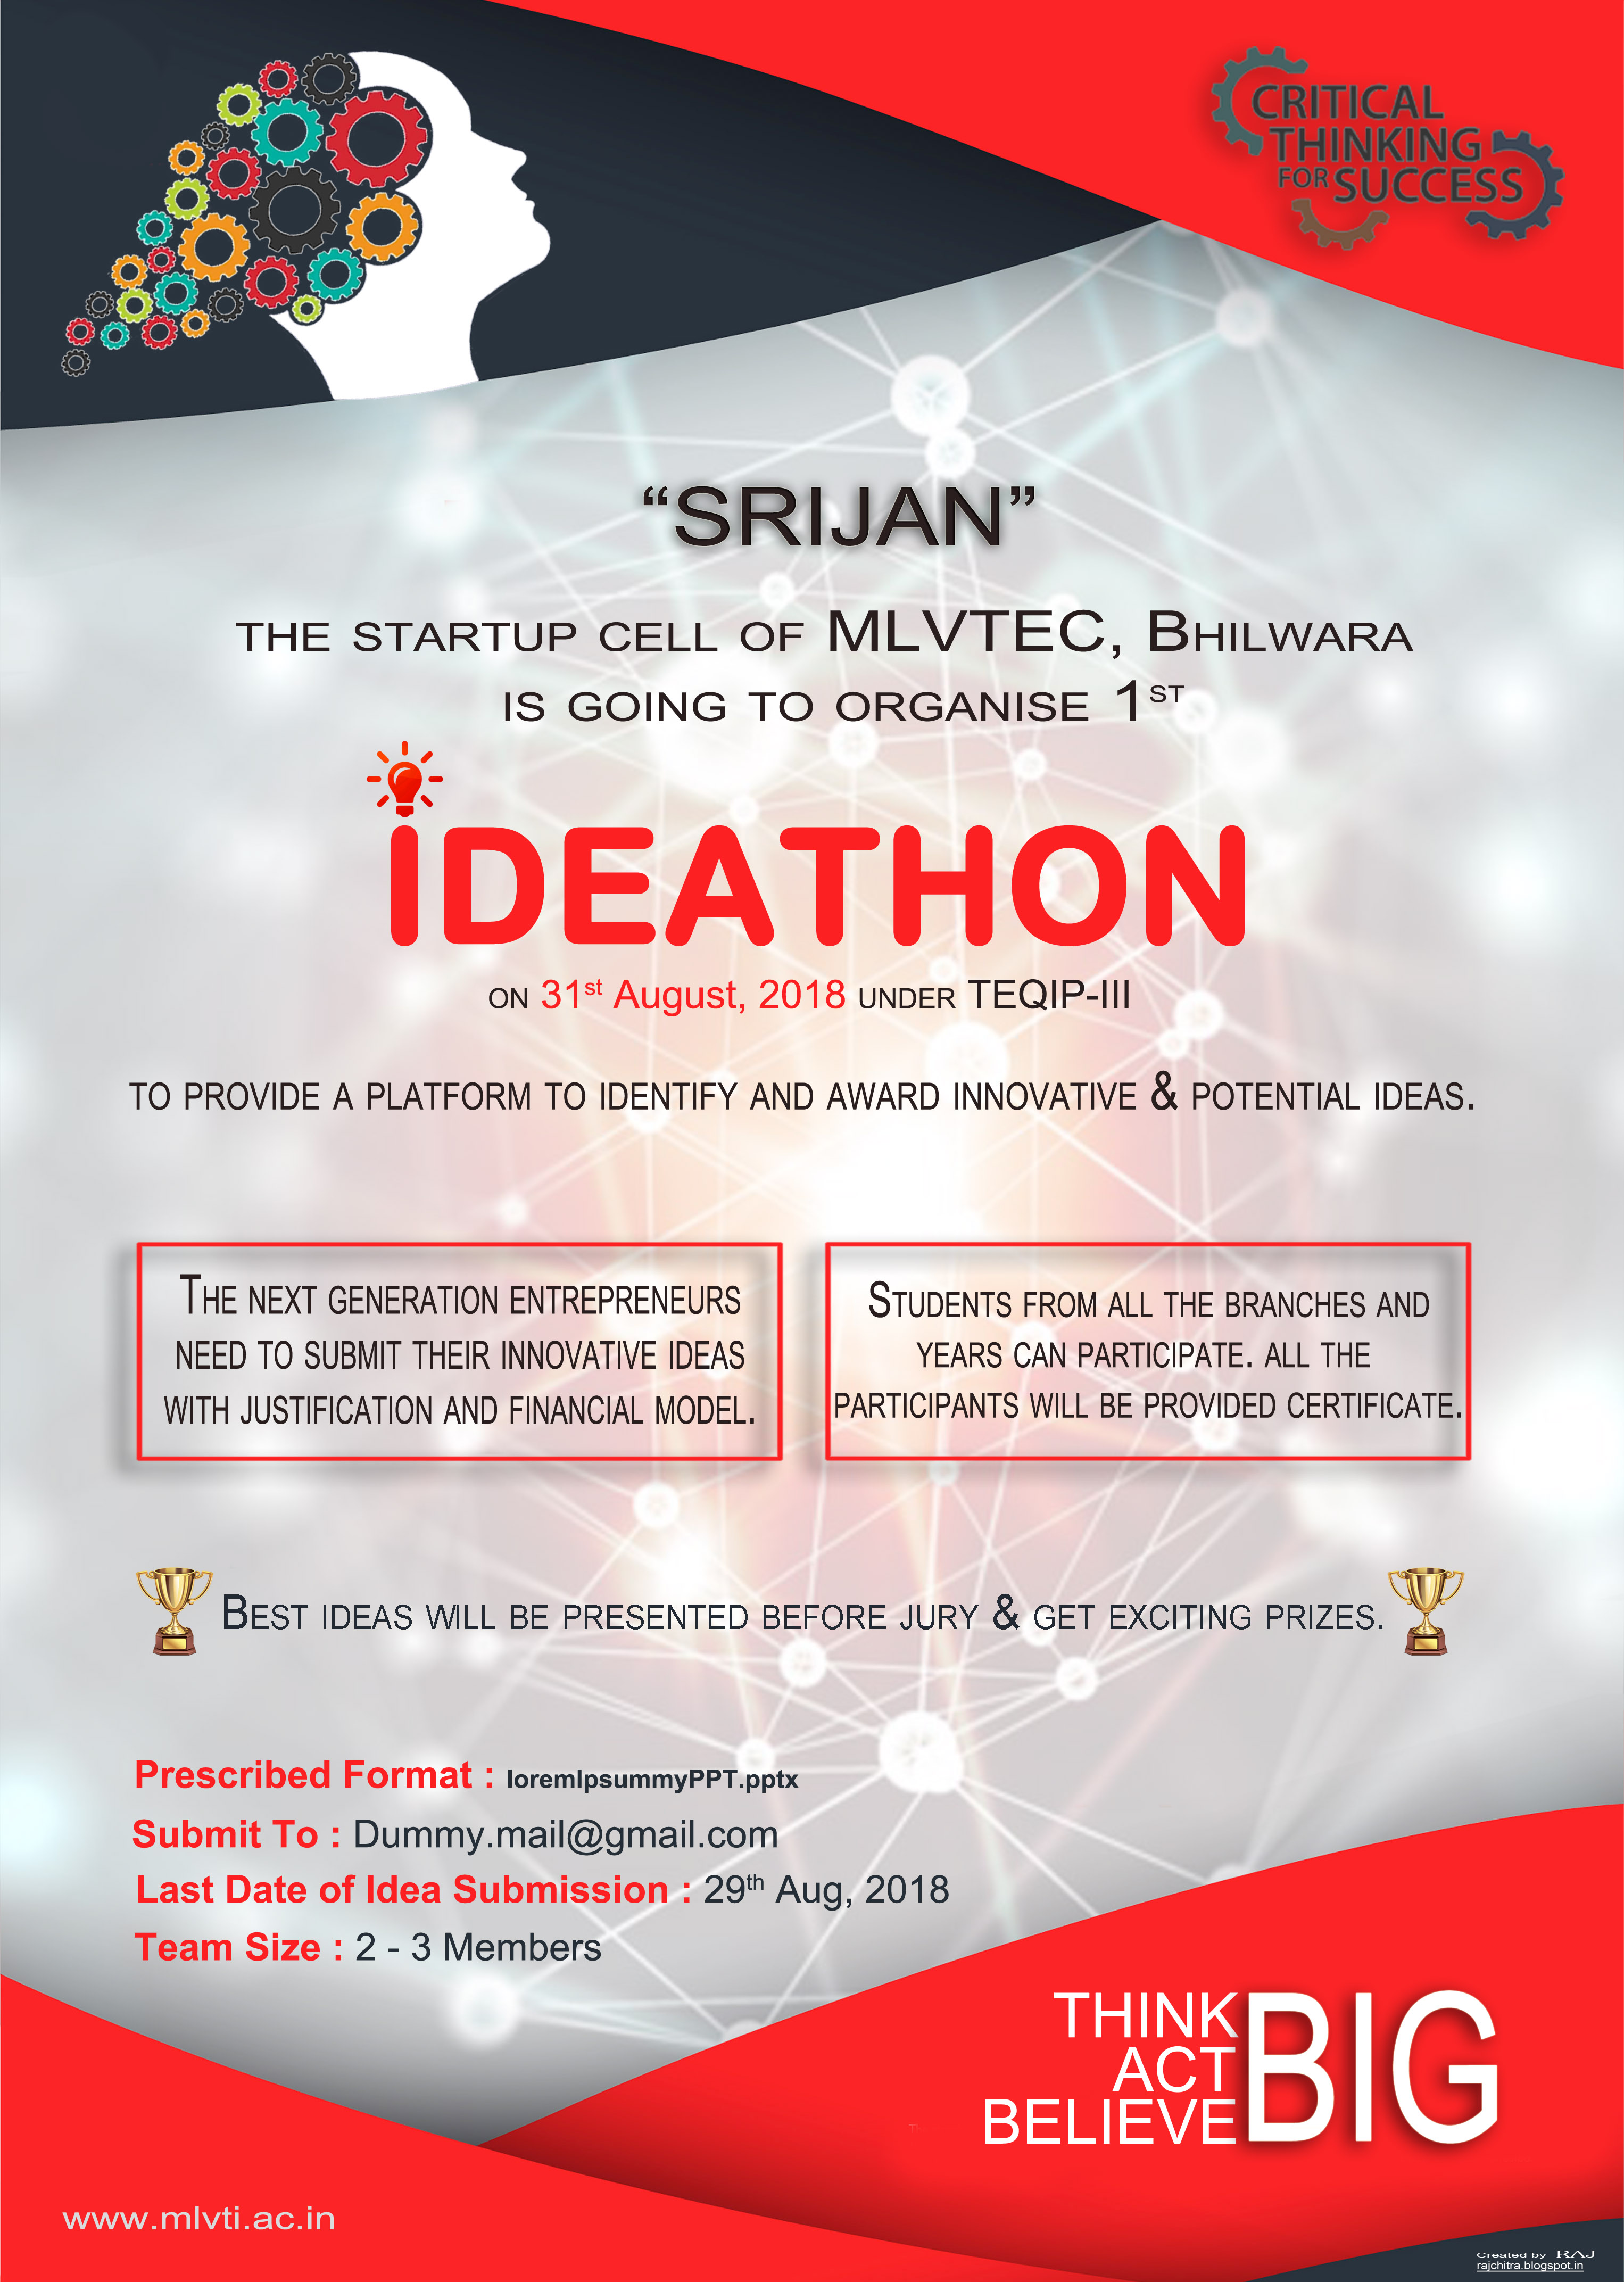 CRITICAL
THINKING
FOR SUCCESS
“SRIJAN”
THE STARTUP CELL OF MLVTEC, BHILWARA
IS GOING TO ORGANISE 1ST
IDEATHON
ON 31st August, 2018 UNDER TEQIP-III
TO PROVIDE A PLATFORM TO IDENTIFY AND AWARD INNOVATIVE & POTENTIAL IDEAS.
THE NEXT GENERATION ENTREPRENEURS
NEED TO SUBMIT THEIR INNOVATIVE IDEAS
WITH JUSTIFICATION AND FINANCIAL MODEL.
STUDENTS FROM ALL THE BRANCHES AND
YEARS CAN PARTICIPATE. ALL THE
PARTICIPANTS WILL BE PROVIDED CERTIFICATE.
BEST IDEAS WILL BE PRESENTED BEFORE JURY & GET EXCITING PRIZES.
Prescribed Format : loremIpsummyPPT.pptx
Submit To : Dummy.mail@gmail.com
Last Date of Idea Submission : 29th Aug, 2018
Team Size : 2 - 3 Members
THINK
ACT
BELIEVE
BIG
www.mlvti.ac.in
Created by RAJ
rajchitra.blogspot.in